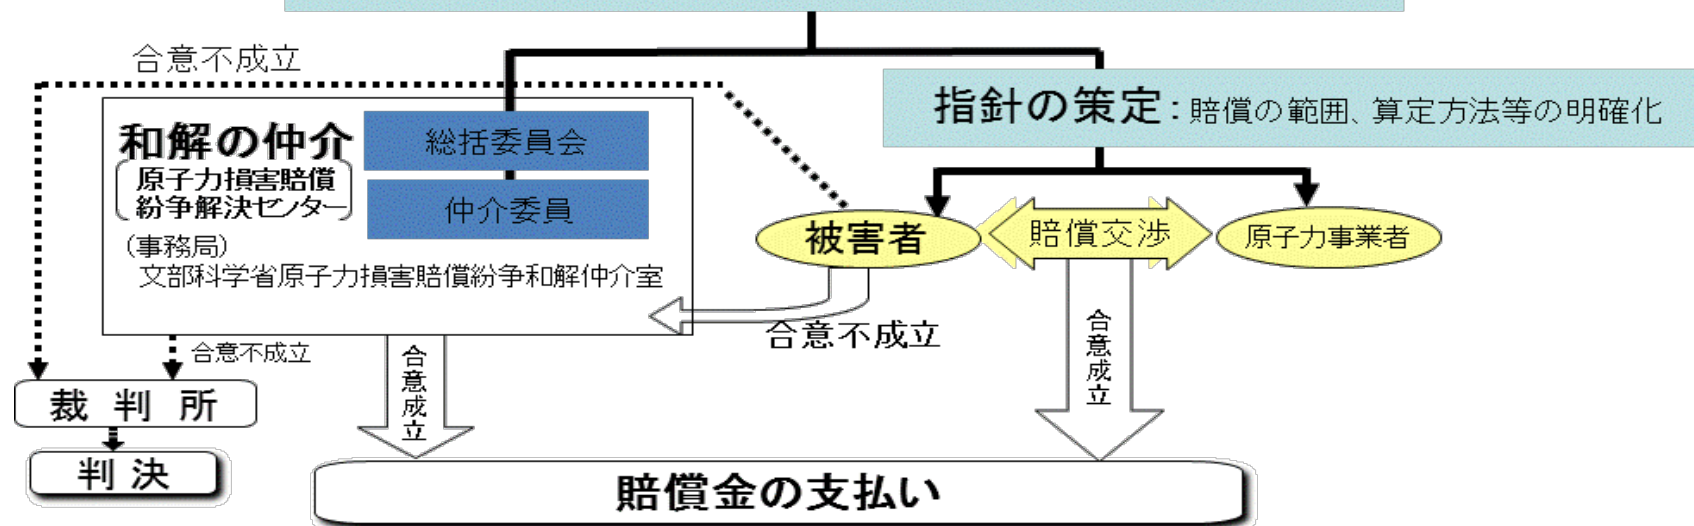 合意不成立
指針の策定：賠償の範囲、算定方法等の明確化
和解の仲介
原子力損害賠償
紛争解決センター
総括委員会
仲介委員
（事務局）
文部科学省原子力損害賠償紛争和解仲介室
被害者
賠償交渉
原子力事業者
合意不成立
合意不成立
合意成立
合意成立
裁判所
判決
賠償金の支払い